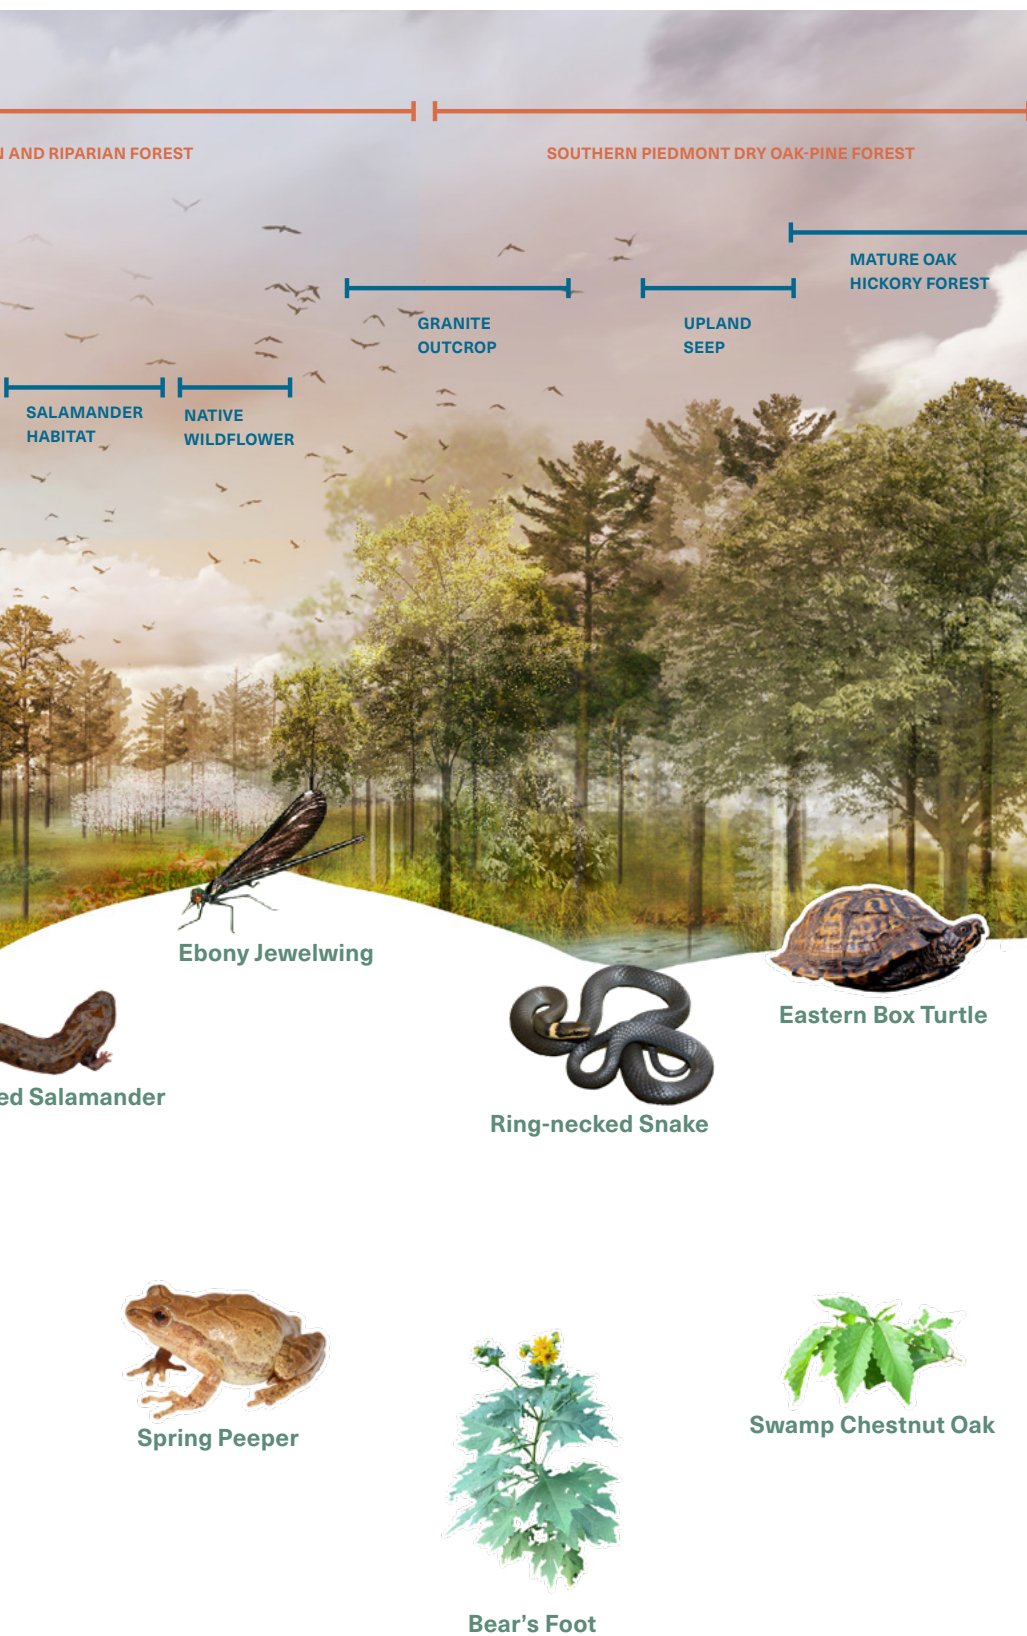 AND RIPARIAN FOREST
SOUTHERN PIEDMONT DRY OAK-PINE FOREST
MATURE OAK
HICKORY FOREST
GRANITE
OUTCROP
UPLAND
SEEP
SALAMANDER
HABITAT
NATIVE
WILDFLOWER
Ebony Jewelwing
Eastern Box Turtle
Salamander
Ring-necked Snake
Spring Peeper
Swamp Chestnut Oak
Bear’s Foot